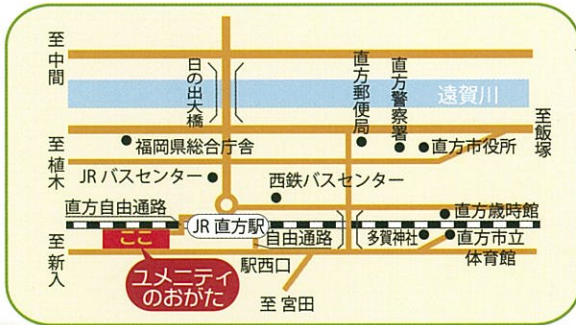 至中間
日の出大橋
直方郵便局
直方警察署
遠賀川
至飯塚
至植木
福岡県総合庁舎
直方市役所
JR バスセンター
西鉄バスセンター
直方自由通路
JR 直方駅
自由通路
直方歳時館
多賀神社
直方市立
体育館
至新入
ここ
ユメニティ
のおがた
駅西口
至 宮田